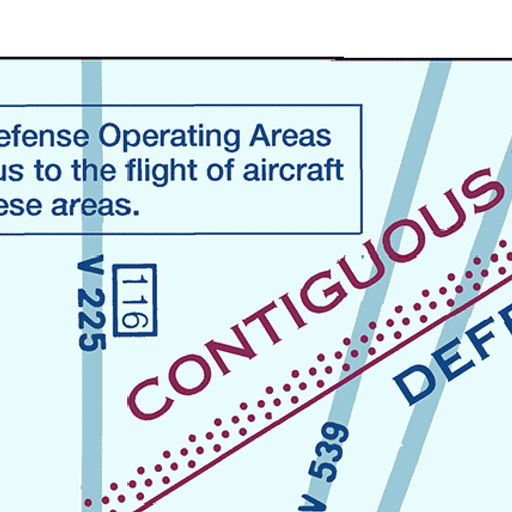 efense Operating Areas
us to the flight of aircraft
ese areas.
V 225
116
CONTIGUOUS
DEFE
V 539